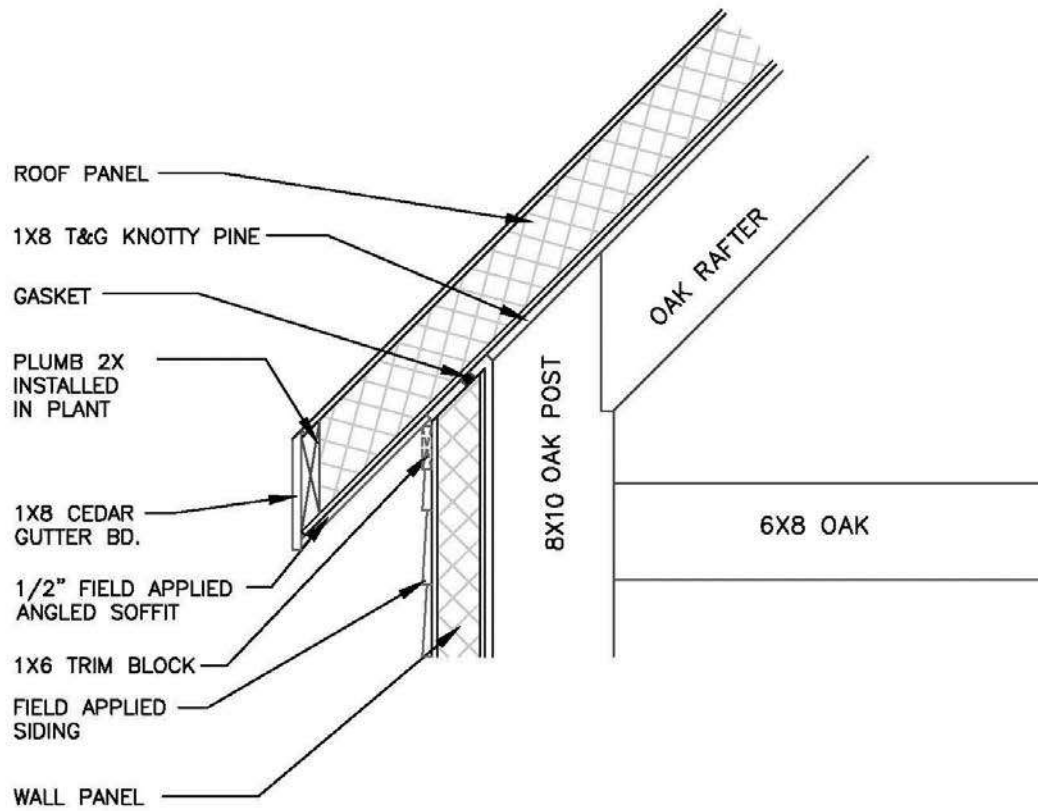 ROOF PANEL
1X8 T&G KNOTTY PINE
GASKET
PLUMB 2X
INSTALLED
IN PLANT
1X8 CEDAR
GUTTER BD.
1/2" FIELD APPLIED
ANGLED SOFFIT
1X6 TRIM BLOCK
FIELD APPLIED
SIDING
WALL PANEL
OAK RAFTER
8X10 OAK POST
6X8 OAK